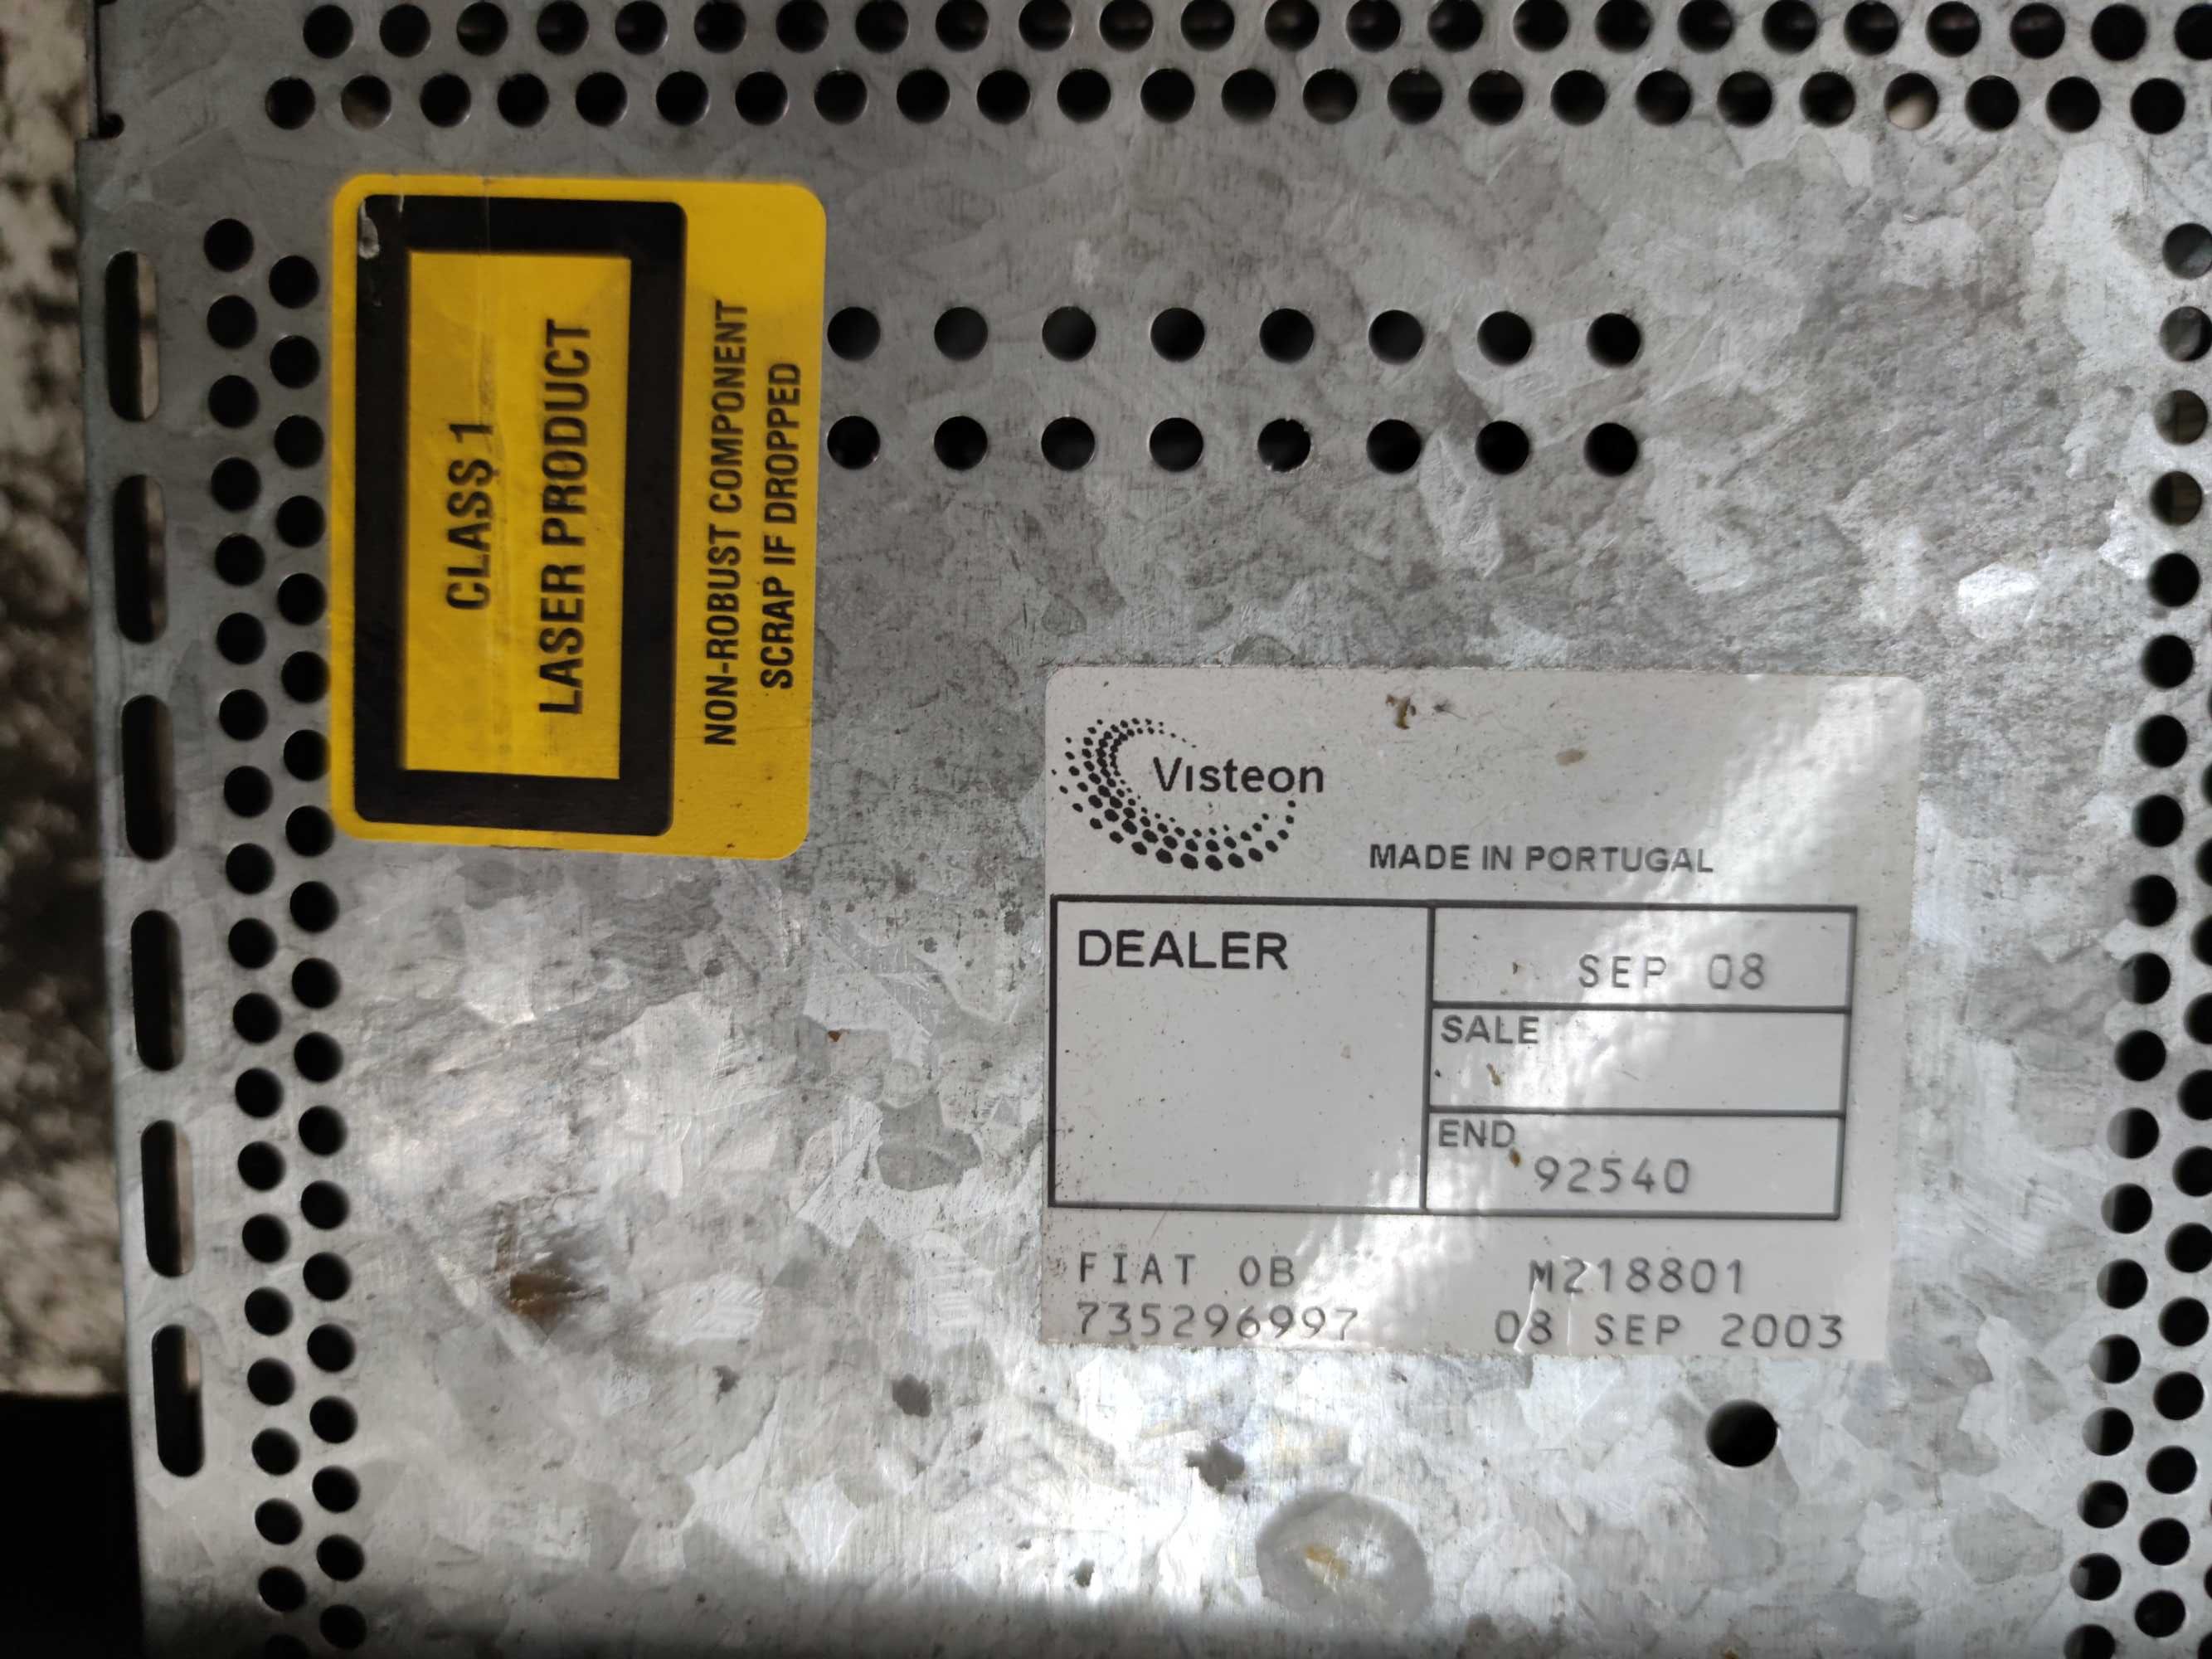 CLASS 1
LASER PRODUCT
NON-ROBUST COMPONENT
SCRAP IF DROPPED
Visteon
MADE IN PORTUGAL
DEALER
SEP 08
SALE
END
92540
FIAT 0B M218801
735296997 08 SEP 2003